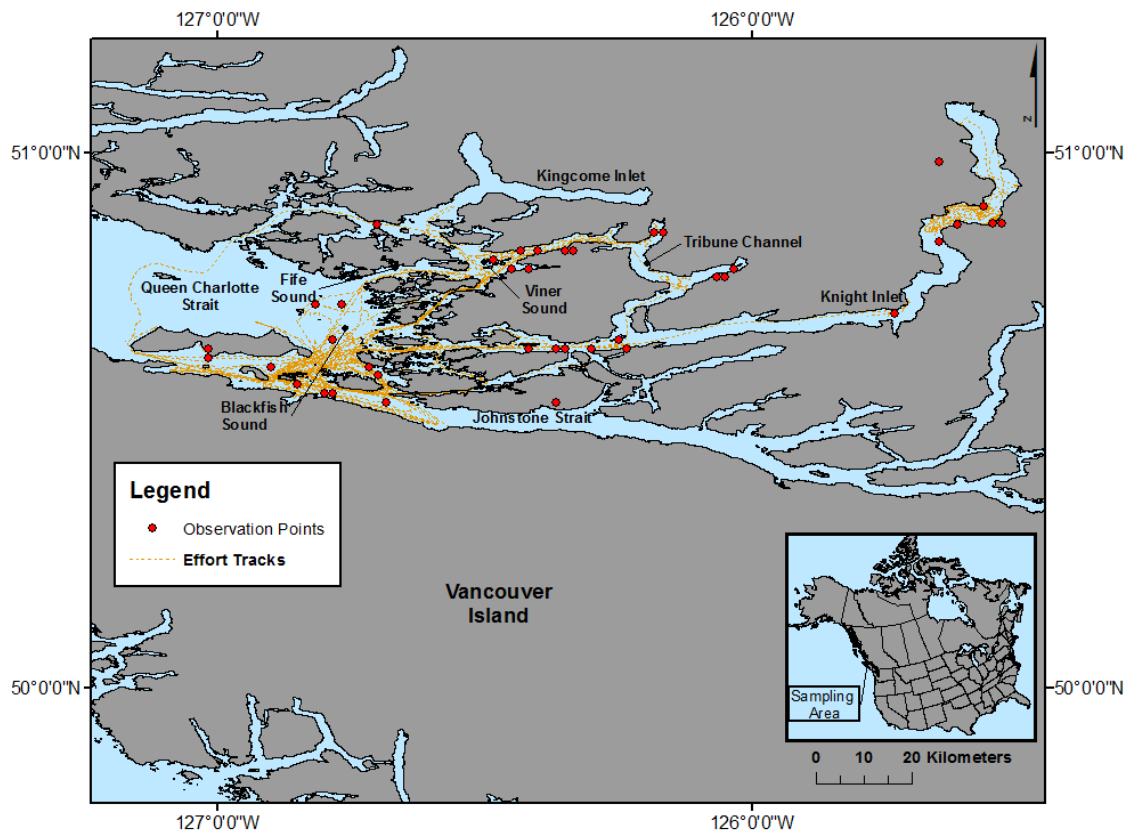 127°0'0"W
126°0'0"W
51°0'0"N
51°0'0"N
N
Kingcome Inlet
Tribune Channel
Queen Charlotte
Strait
Fife
Sound
Viner
Sound
Knight Inlet
Blackfish
Sound
Johnstone Strait
Legend
Observation Points
Effort Tracks
Vancouver
Island
50°0'0"N
50°0'0"N
Sampling
Area
0 10 20 Kilometers
127°0'0"W
126°0'0"W